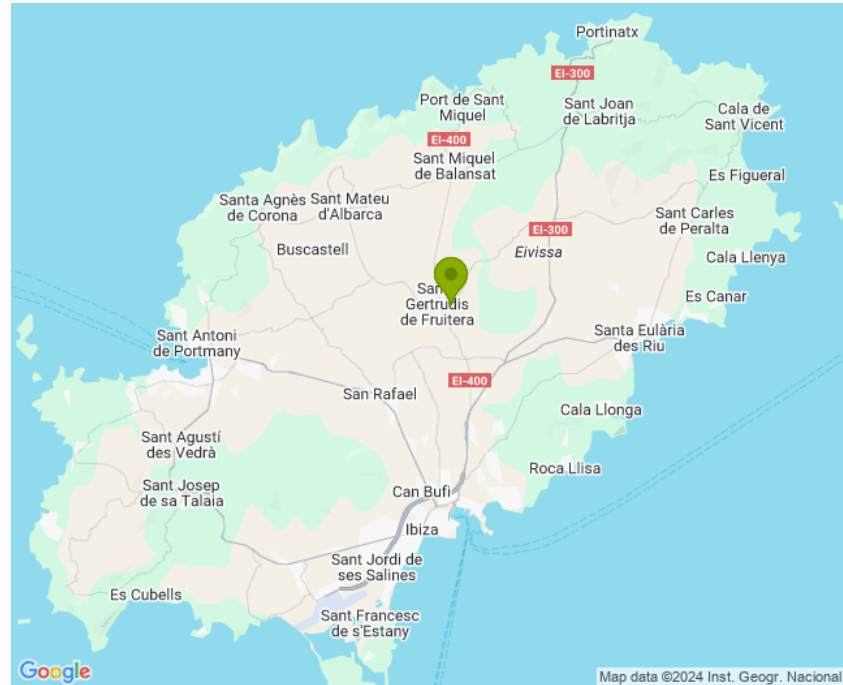 Portinatx
EI-300
Port de Sant
Miquel
Sant Joan
de Labritja
Cala de
Sant Vicent
EI-400
Sant Miquel
de Balansat
Es Figueral
Santa Agnès
de Corona
Sant Mateu
d'Albarca
Sant Carles
de Peralta
EI-300
Buscastell
Eivissa
Cala Llenya
San
Gertrudis
de Fruitera
Es Canar
Sant Antoni
de Portmany
Santa Eulària
des Riu
EI-400
San Rafael
Cala Llonga
Sant Agustí
des Vedrà
Roca Llisa
Sant Josep
de sa Talaia
Can Bufi
Ibiza
Sant Jordi de
ses Salines
Es Cubells
Sant Francesc
de s'Estany
Google
Map data ©2024 Inst. Geogr. Nacional